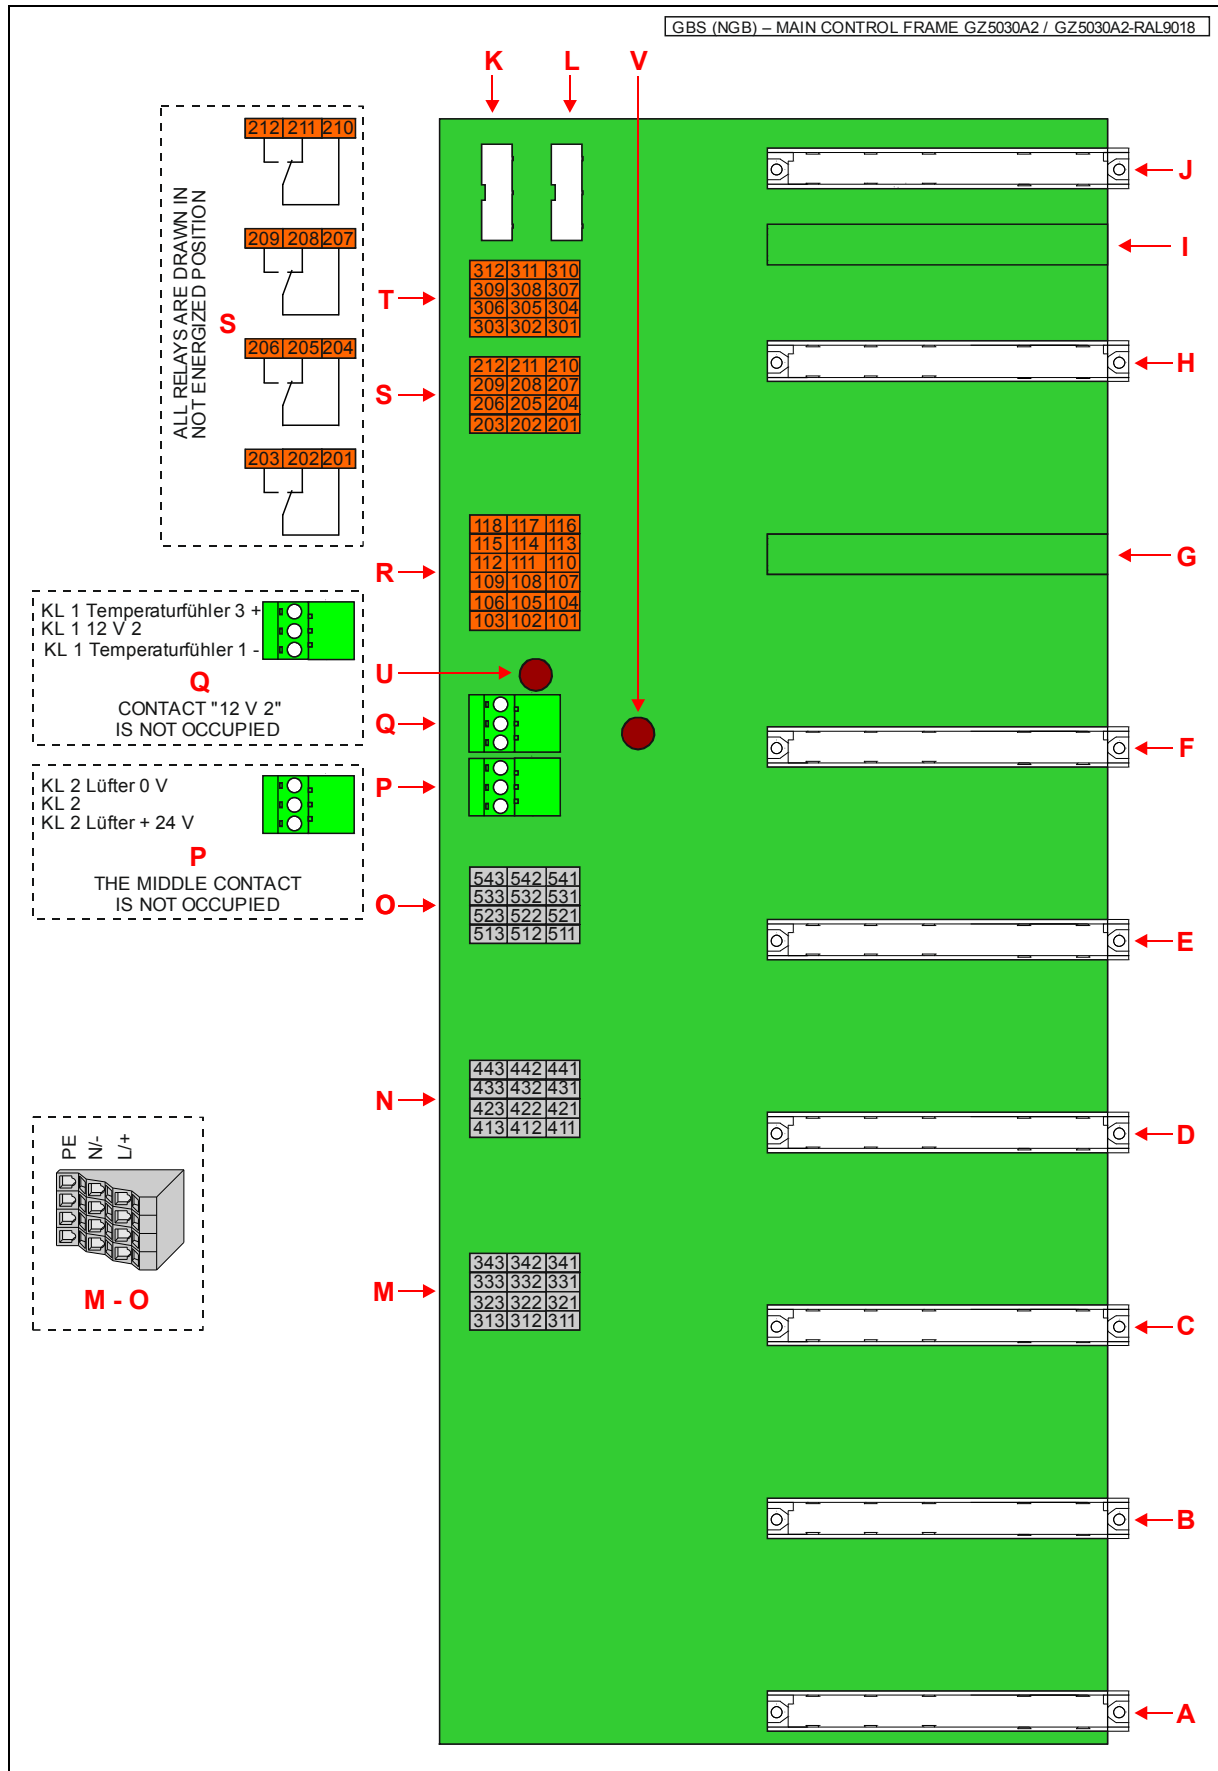 GBS (NGB) – MAIN CONTROL FRAME GZ5030A2 / GZ5030A2-RAL9018
K L V
212 211 210
209 208 207
206 205 204
203 202 201
ALL RELAYS ARE DRAWN IN
NOT ENERGIZED POSITION
S
J
I
H
G
F
E
D
C
B
A
T
312 311 310
309 308 307
306 305 304
303 302 301
S
212 211 210
209 208 207
206 205 204
203 202 201
R
118 117 116
115 114 113
112 111 110
109 108 107
106 105 104
103 102 101
U
Q
P
KL 1 Temperaturfühler 3 +
KL 1 12 V 2
KL 1 Temperaturfühler 1 -
Q
CONTACT "12 V 2"
IS NOT OCCUPIED
KL 2 Lüfter 0 V
KL 2
KL 2 Lüfter + 24 V
P
THE MIDDLE CONTACT
IS NOT OCCUPIED
O
543 542 541
533 532 531
523 522 521
513 512 511
N
443 442 441
433 432 431
423 422 421
413 412 411
PE
N/-
L/+
M - O
M
343 342 341
333 332 331
323 322 321
313 312 311